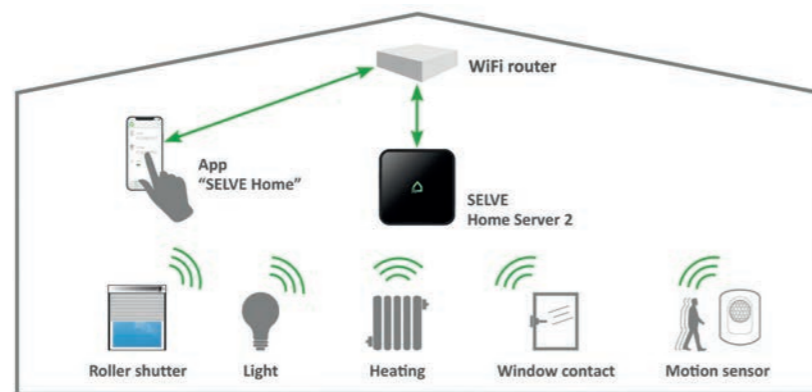 WiFi router
App
“SELVE Home”
SELVE
Home Server 2
Roller shutter
Light
Heating
Window contact
Motion sensor